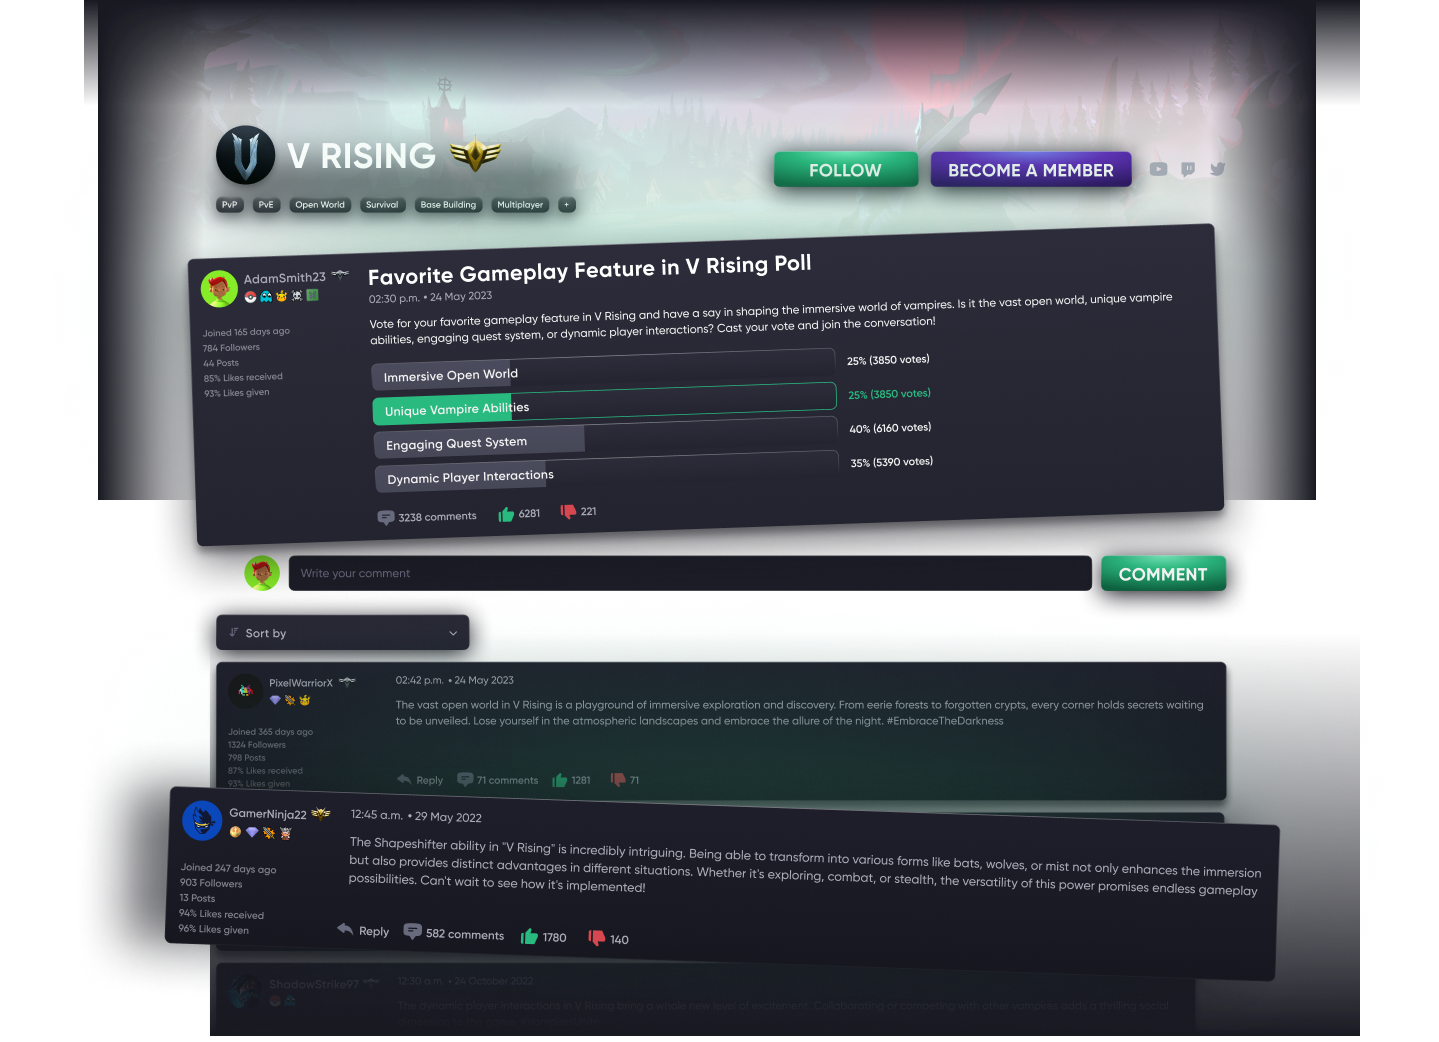 V RISING
FOLLOW
BECOME A MEMBER
PvP
PvE
Open World
Survival
Base Building
Multiplayer
+
AdamSmith23
Joined 165 days ago
784 Followers
44 Posts
85% Likes received
93% Likes given
Favorite Gameplay Feature in V Rising Poll
02:30 p.m. • 24 May 2023
Vote for your favorite gameplay feature in V Rising and have a say in shaping the immersive world of vampires. Is it the vast open world, unique vampire
abilities, engaging quest system, or dynamic player interactions? Cast your vote and join the conversation!
Immersive Open World
25% (3850 votes)
Unique Vampire Abilities
25% (3850 votes)
Engaging Quest System
40% (6160 votes)
Dynamic Player Interactions
35% (5390 votes)
3238 comments
6281
221
Write your comment
COMMENT
Sort by
PixelWarriorX
Joined 365 days ago
1324 Followers
798 Posts
87% Likes received
93% Likes given
02:42 p.m. • 24 May 2023
The vast open world in V Rising is a playground of immersive exploration and discovery. From eerie forests to forgotten crypts, every corner holds secrets waiting
to be unveiled. Lose yourself in the atmospheric landscapes and embrace the allure of the night. #EmbraceTheDarkness
Reply
71 comments
1281
71
GamerNinja22
Joined 247 days ago
903 Followers
13 Posts
94% Likes received
96% Likes given
12:45 a.m. • 29 May 2022
The Shapeshifter ability in "V Rising" is incredibly intriguing. Being able to transform into various forms like bats, wolves, or mist not only enhances the immersion
but also provides distinct advantages in different situations. Whether it's exploring, combat, or stealth, the versatility of this power promises endless gameplay
possibilities. Can't wait to see how it's implemented!
Reply
582 comments
1780
140
ShadowStrike97
12:30 a.m. • 24 October 2022
The dynamic player interactions in V Rising bring a whole new level of excitement. Collaborating or competing with other vampires adds a thrilling social